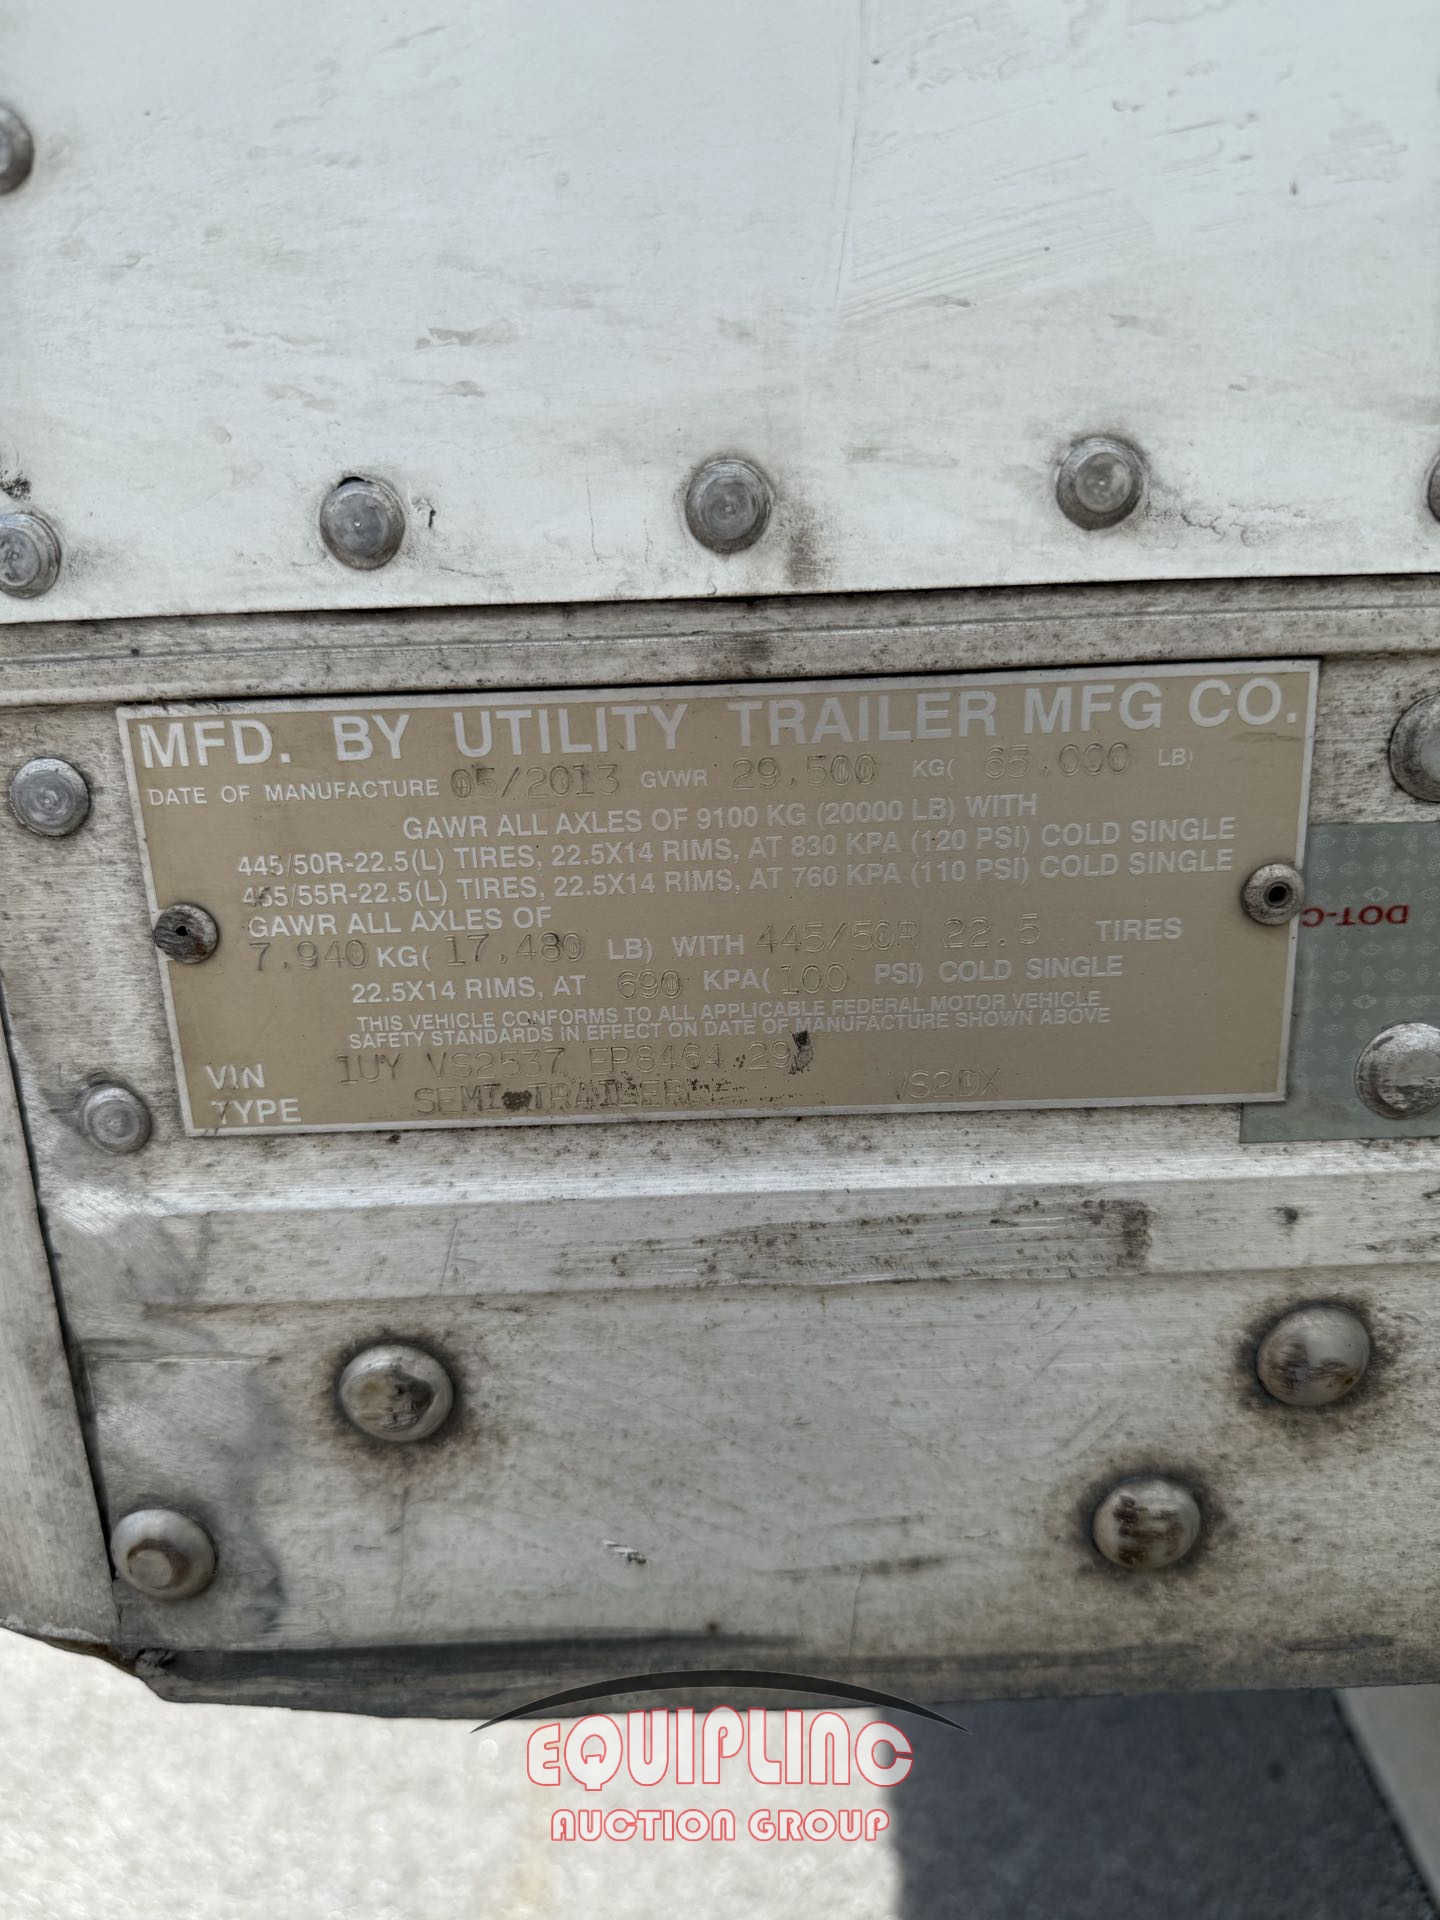 MFD. BY UTILITY TRAILER MFG CO.
DATE OF MANUFACTURE 05/2013 GVWR 29,500 KG( 65,000 LB)
GAWR ALL AXLES OF 9100 KG (20000 LB) WITH
445/50R-22.5(L) TIRES, 22.5X14 RIMS, AT 830 KPA (120 PSI) COLD SINGLE
455/55R-22.5(L) TIRES, 22.5X14 RIMS, AT 760 KPA (110 PSI) COLD SINGLE
GAWR ALL AXLES OF
7,940 KG( 17,480 LB) WITH 445/50R 22.5 TIRES
22.5X14 RIMS, AT 690 KPA( 100 PSI) COLD SINGLE
THIS VEHICLE CONFORMS TO ALL APPLICABLE FEDERAL MOTOR VEHICLE
SAFETY STANDARDS IN EFFECT ON DATE OF MANUFACTURE SHOWN ABOVE
VIN 1UY VS2537 EP8464
TYPE SEMI-TRAILER VS2DX
DOT-C
EQUIPLINC
AUCTION GROUP